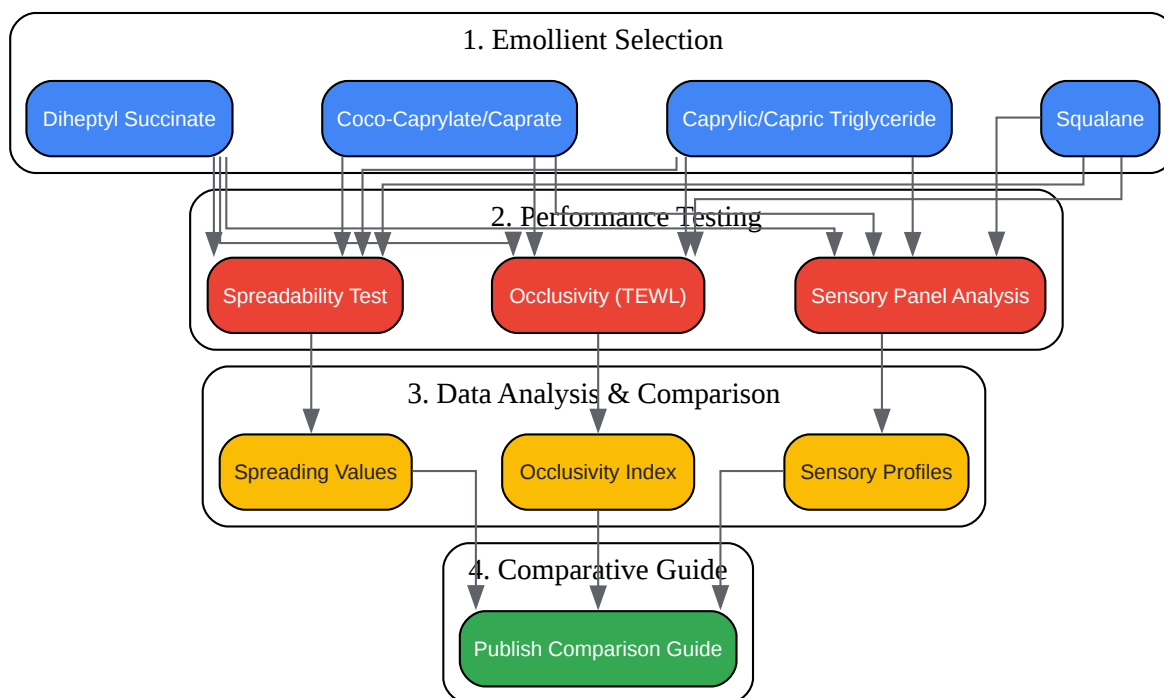 1. Emollient Selection
Diheptyl Succinate
Coco-Caprylate/Caprate
Caprylic/Capric Triglyceride
Squalane
2. Performance Testing
Spreadability Test
Occlusivity (TEWL)
Sensory Panel Analysis
3. Data Analysis & Comparison
Spreading Values
Occlusivity Index
Sensory Profiles
4. Comparative Guide
Publish Comparison Guide